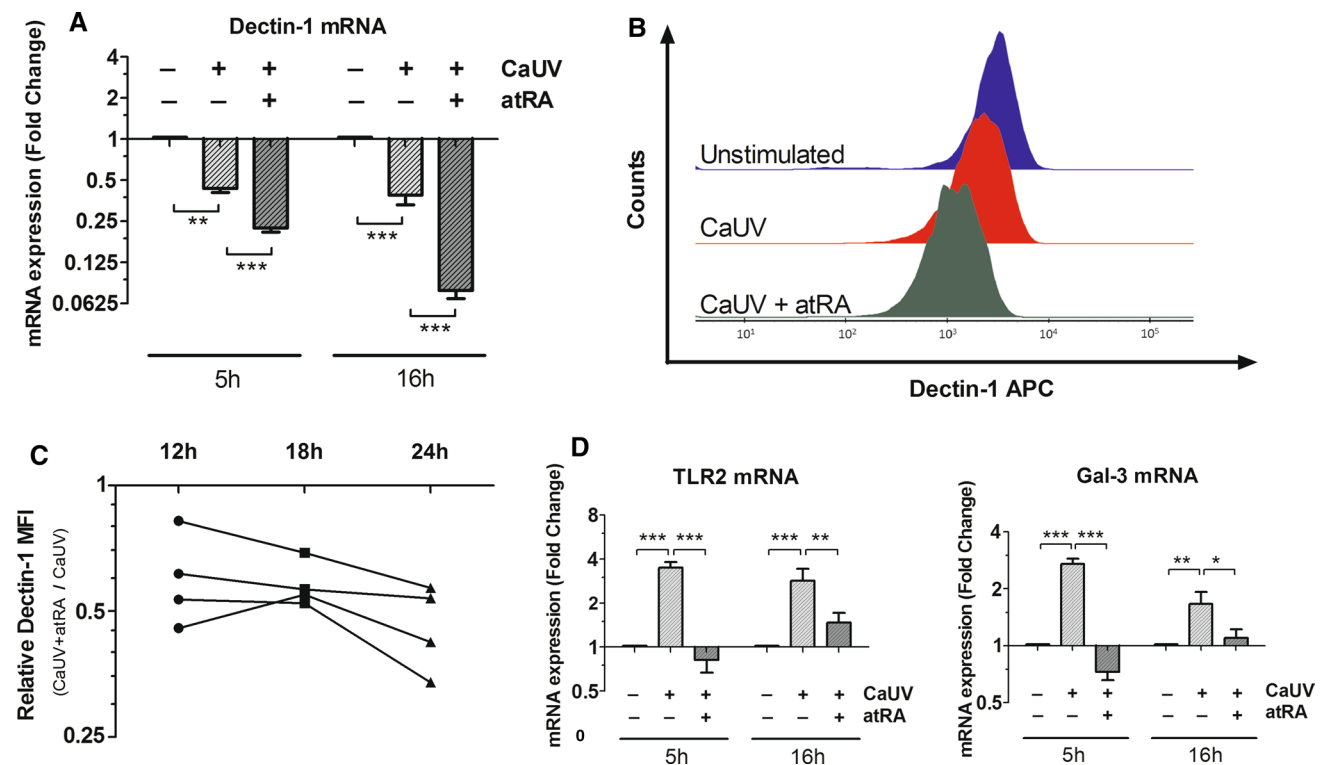 A
Dectin-1 mRNA
mRNA expression (Fold Change)
4
2
1
0.5
0.25
0.125
0.0625
– + + – + + CaUV
– – + – – + atRA
** *** *** ***
5h 16h
B
Counts
Unstimulated
CaUV
CaUV + atRA
10¹ 10² 10³ 10⁴ 10⁵
Dectin-1 APC
C
12h 18h 24h
Relative Dectin-1 MFI
(CaUV+atRA / CaUV)
1
0.5
0.25
D
TLR2 mRNA
mRNA expression (Fold Change)
8
4
2
1
0.5
0
*** *** *** **
– + + – + + CaUV
– – + – – + atRA
5h 16h
Gal-3 mRNA
mRNA expression (Fold Change)
4
2
1
0.5
*** *** ** *
– + + – + + CaUV
– – + – – + atRA
5h 16h